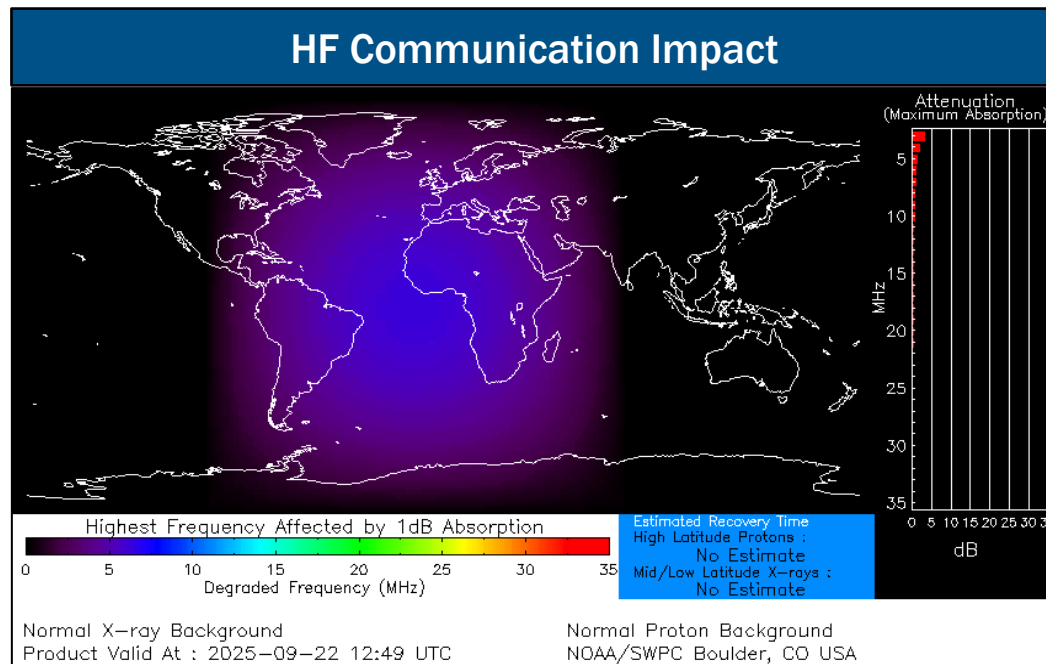 HF Communication Impact
Attenuation
(Maximum Absorption)
5
10
15
20
25
30
35
MHz
0 5 10 15 20 25 30
dB
Highest Frequency Affected by 1dB Absorption
0 5 10 15 20 25 30 35
Degraded Frequency (MHz)
Estimated Recovery Time
High Latitude Protons :
No Estimate
Mid/Low Latitude X-rays :
No Estimate
Normal X-ray Background
Product Valid At : 2025-09-22 12:49 UTC
Normal Proton Background
NOAA/SWPC Boulder, CO USA